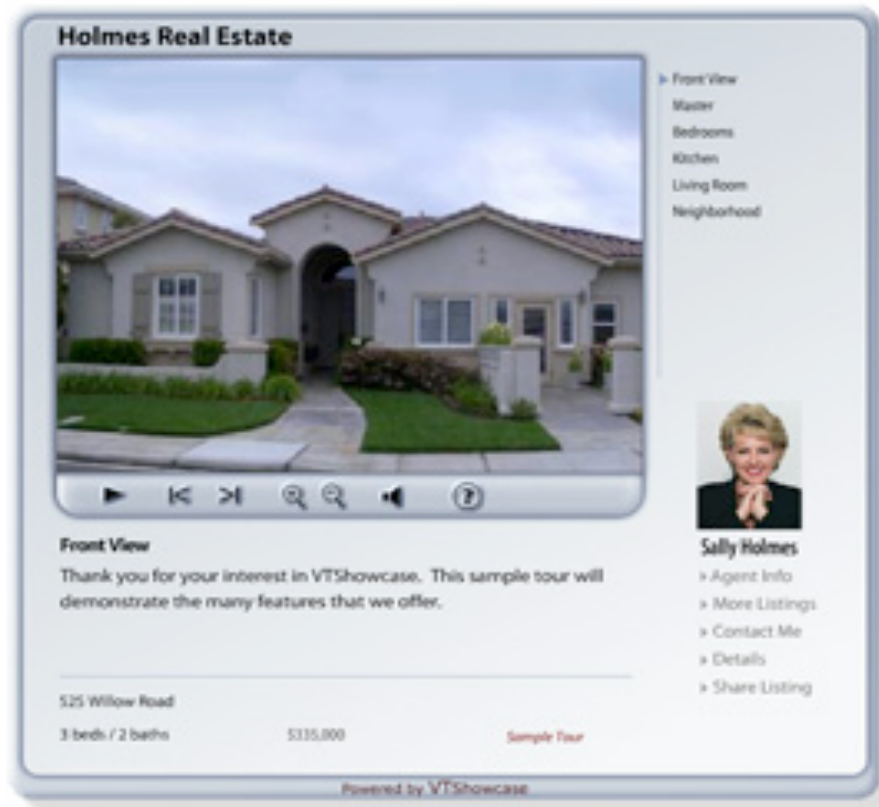 Holmes Real Estate
Front View
Master
Bedrooms
Kitchen
Living Room
Neighborhood
Sally Holmes
» Agent Info
» More Listings
» Contact Me
» Details
» Share Listing
Front View
Thank you for your interest in VTShowcase. This sample tour will
demonstrate the many features that we offer.
525 Willow Road
3 beds / 2 baths $335,000 Sample Tour
Powered by VTShowcase